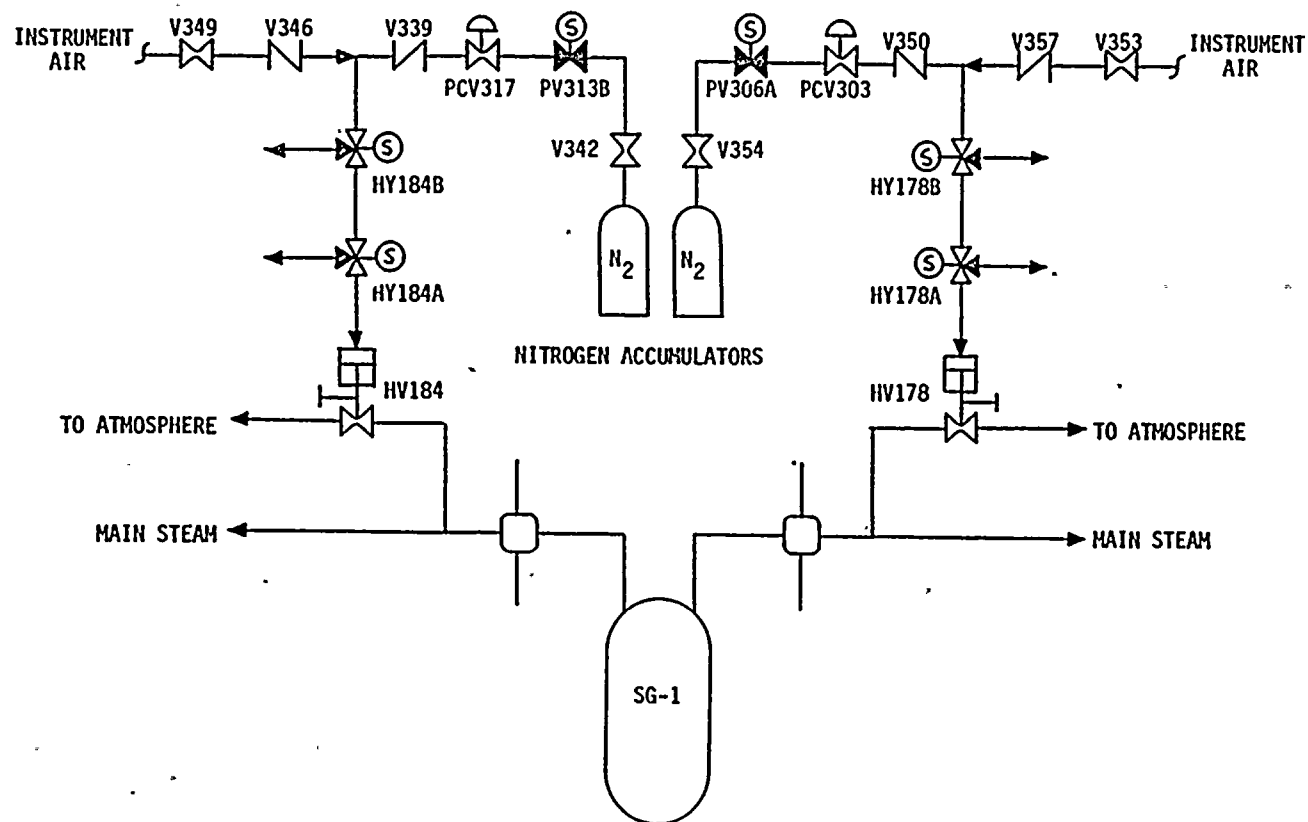 INSTRUMENT
AIR
V349
V346
V339
PCV317
PV313B
S
S
PV306A
PCV303
V350
V357
V353
INSTRUMENT
AIR
V342
V354
S
HY184B
S
HY178B
S
HY184A
S
HY178A
N2
N2
NITROGEN ACCUMULATORS
HV184
HV178
TO ATMOSPHERE
TO ATMOSPHERE
MAIN STEAM
MAIN STEAM
SG-1